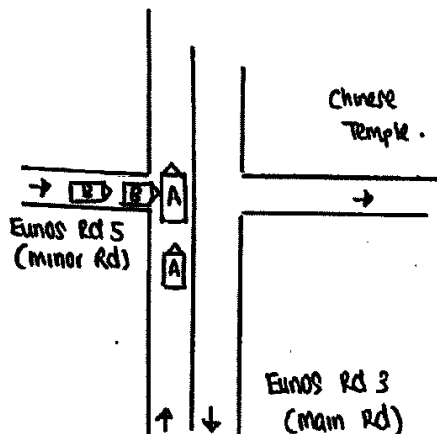 Chinese
Temple.
B
B
A
Eunos Rd 5
(minor Rd)
A
Eunos Rd 3
(main Rd)